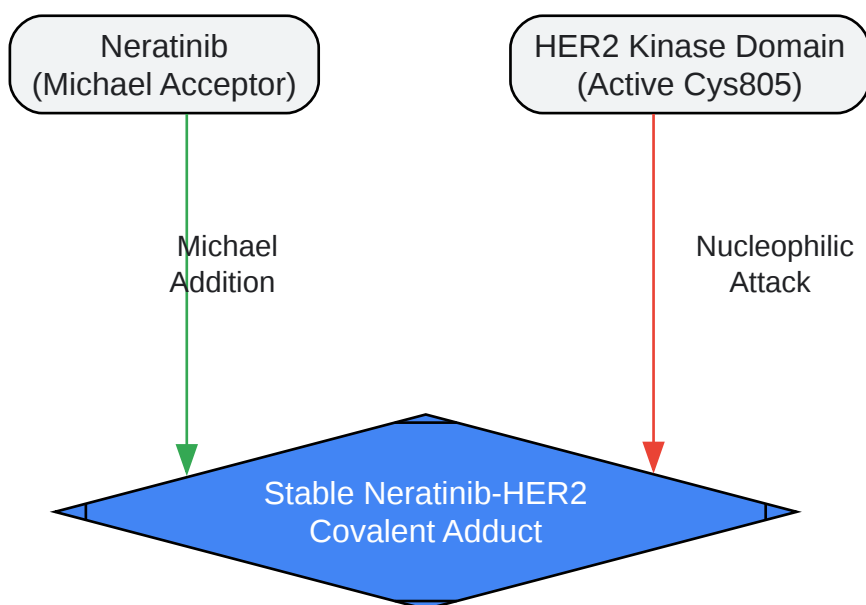 Neratinib
(Michael Acceptor)
HER2 Kinase Domain
(Active Cys805)
Michael
Addition
Nucleophilic
Attack
Stable Neratinib-HER2
Covalent Adduct